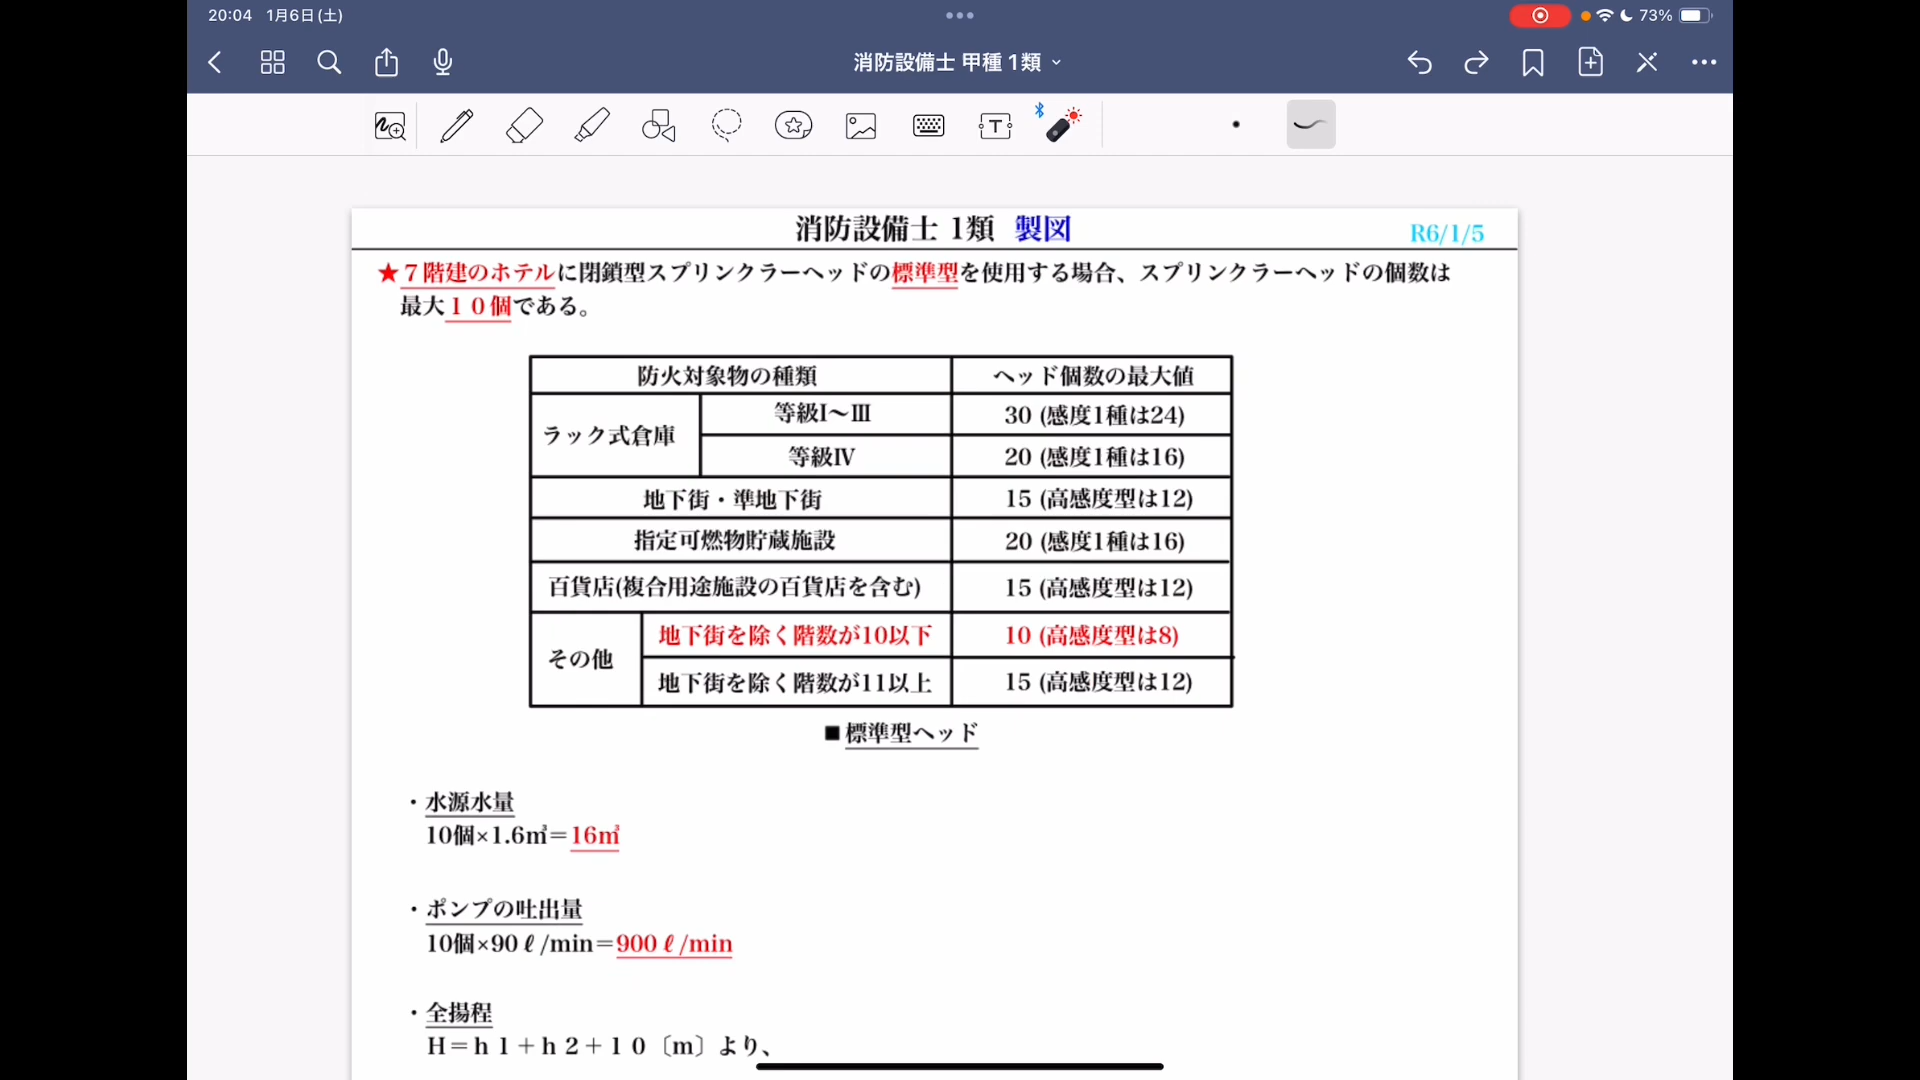 20:04 1月6日(土)
73%
消防設備士 甲種 1類
消防設備士 1類 製図
R6/1/5
★７階建のホテルに閉鎖型スプリンクラーヘッドの標準型を使用する場合、スプリンクラーヘッドの個数は
最大１０個である。
防火対象物の種類 ヘッド個数の最大値
ラック式倉庫 等級Ⅰ～Ⅲ 30 (感度1種は24)
等級Ⅳ 20 (感度1種は16)
地下街・準地下街 15 (高感度型は12)
指定可燃物貯蔵施設 20 (感度1種は16)
百貨店(複合用途施設の百貨店を含む) 15 (高感度型は12)
その他 地下街を除く階数が10以下 10 (高感度型は8)
地下街を除く階数が11以上 15 (高感度型は12)
■標準型ヘッド
・水源水量
10個×1.6㎥＝16㎥
・ポンプの吐出量
10個×90ℓ/min＝900ℓ/min
・全揚程
H＝ｈ１＋ｈ２＋１０〔m〕より、